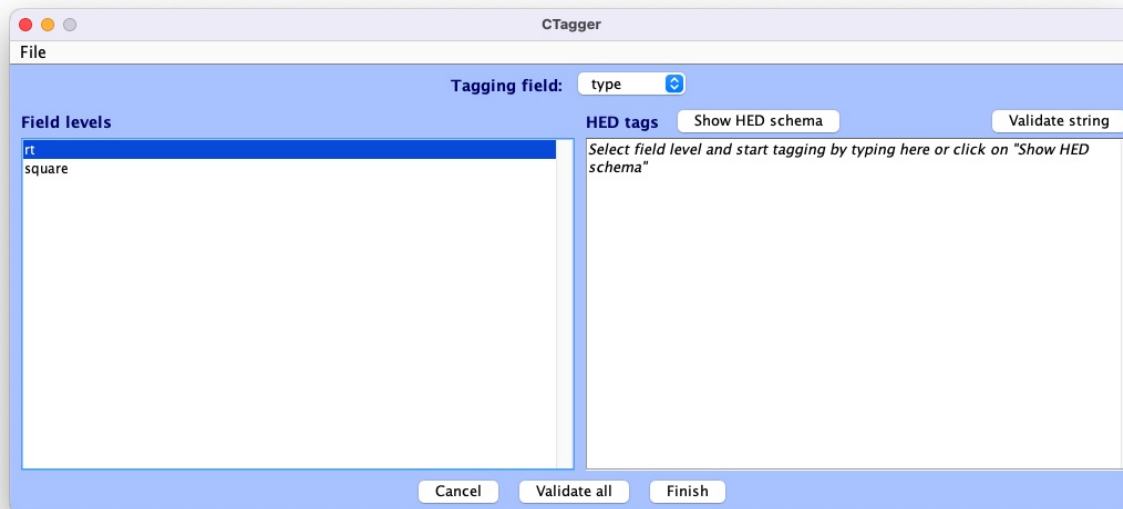 CTagger
File
Tagging field: type
Field levels
HED tags Show HED schema Validate string
rt
square
Select field level and start tagging by typing here or click on "Show HED
schema"
Cancel Validate all Finish